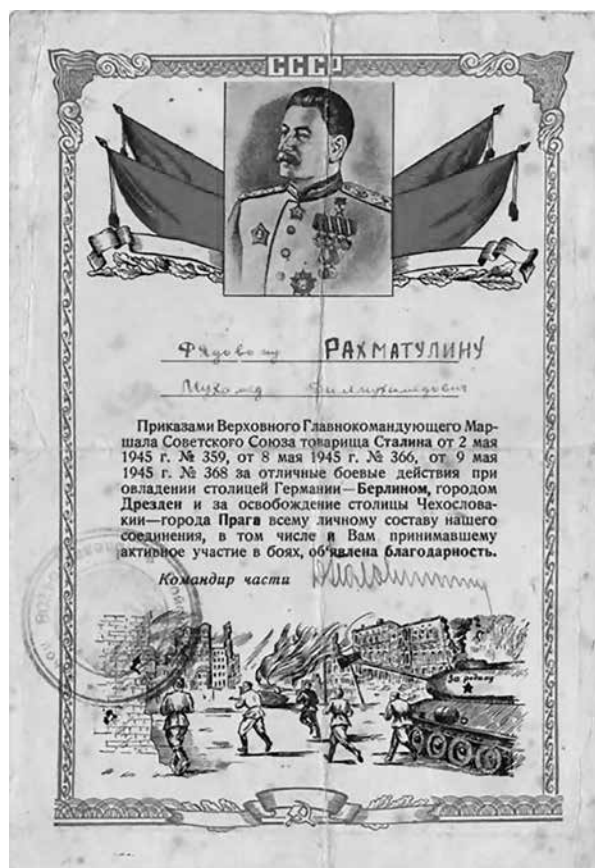 СССР
Рядовому РАХМАТУЛИНУ
Мухамед
Приказами Верховного Главнокомандующего Мар-
шала Советского Союза товарища Сталина от 2 мая
1945 г. № 359, от 8 мая 1945 г. № 366, от 9 мая
1945 г. № 368 за отличные боевые действия при
овладении столицей Германии—Берлином, городом
Дрезден и за освобождение столицы Чехослова-
кии—города Прага всему личному составу нашего
соединения, в том числе и Вам принимавшему
активное участие в боях, об'явлена благодарность.
Командир части
За родину